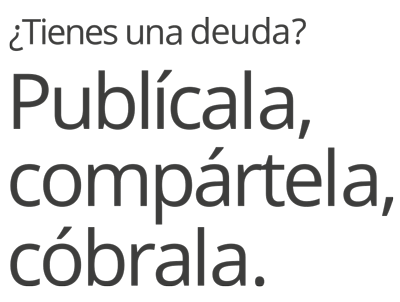 ¿Tienes una deuda?
Publícala,
compártela,
cóbrala.